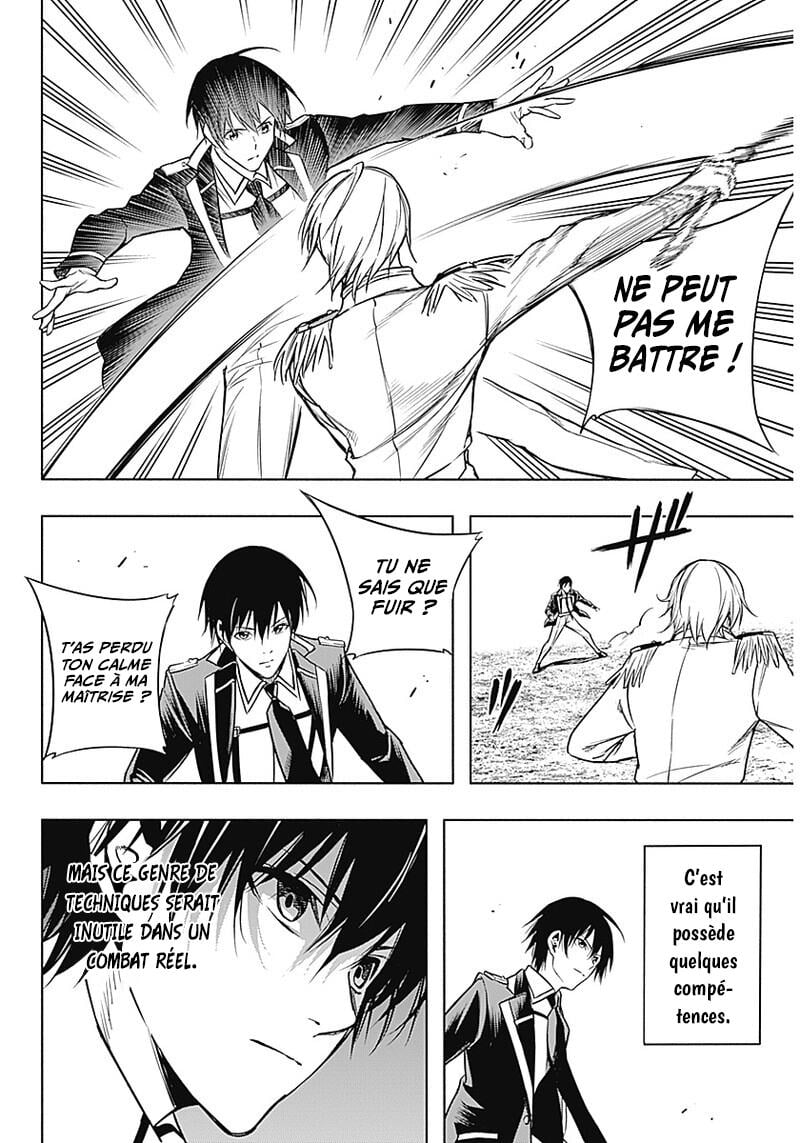 NE PEUT
PAS ME
BATTRE !
TU NE
SAIS QUE
FUIR ?
T'AS PERDU
TON CALME
FACE À MA
MAÎTRISE ?
C'est
vrai qu'il
possède
quelques
compé-
tences.
MAIS CE GENRE DE
TECHNIQUES SERAIT
INUTILE DANS UN
COMBAT RÉEL.